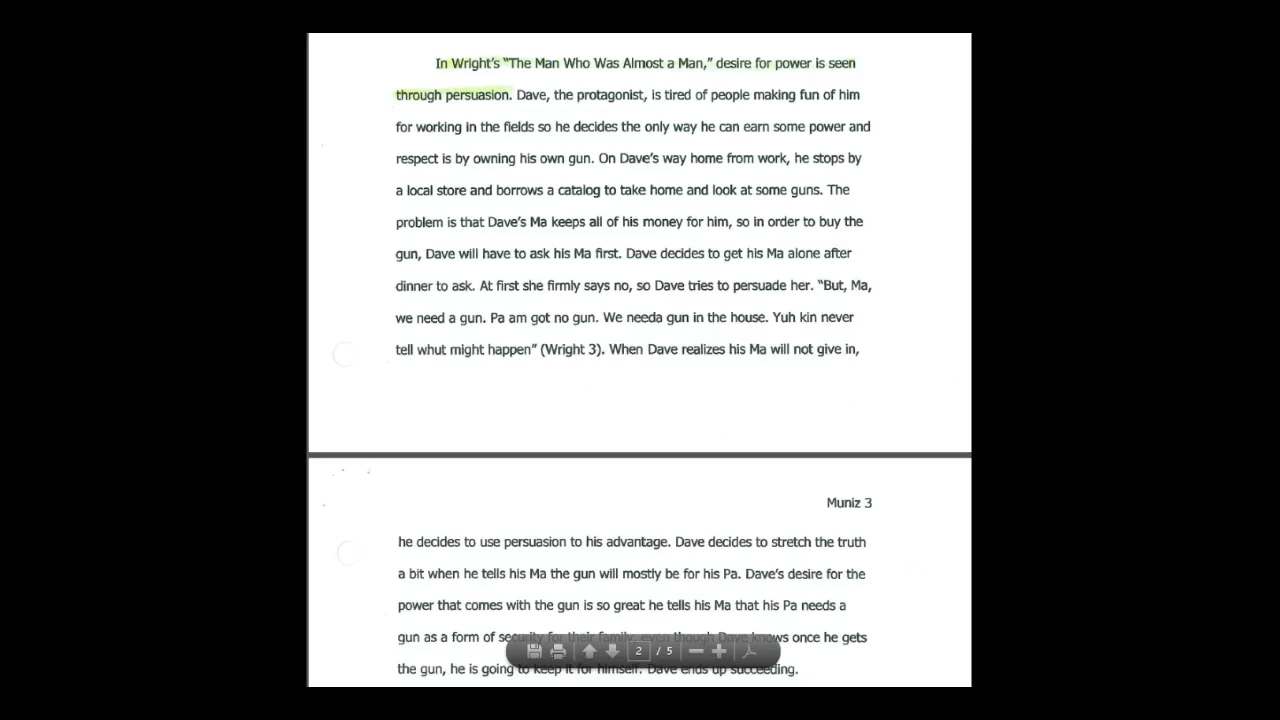 In Wright's “The Man Who Was Almost a Man,” desire for power is seen
through persuasion. Dave, the protagonist, is tired of people making fun of him
for working in the fields so he decides the only way he can earn some power and
respect is by owning his own gun. On Dave's way home from work, he stops by
a local store and borrows a catalog to take home and look at some guns. The
problem is that Dave's Ma keeps all of his money for him, so in order to buy the
gun, Dave will have to ask his Ma first. Dave decides to get his Ma alone after
dinner to ask. At first she firmly says no, so Dave tries to persuade her. “But, Ma,
we need a gun. Pa am got no gun. We needa gun in the house. Yuh kin never
tell whut might happen” (Wright 3). When Dave realizes his Ma will not give in,
Muniz 3
he decides to use persuasion to his advantage. Dave decides to stretch the truth
a bit when he tells his Ma the gun will mostly be for his Pa. Dave's desire for the
power that comes with the gun is so great he tells his Ma that his Pa needs a
gun as a form of security for their family, even though Dave knows once he gets
2 / 5
the gun, he is going to keep it for himself. Dave ends up succeeding.